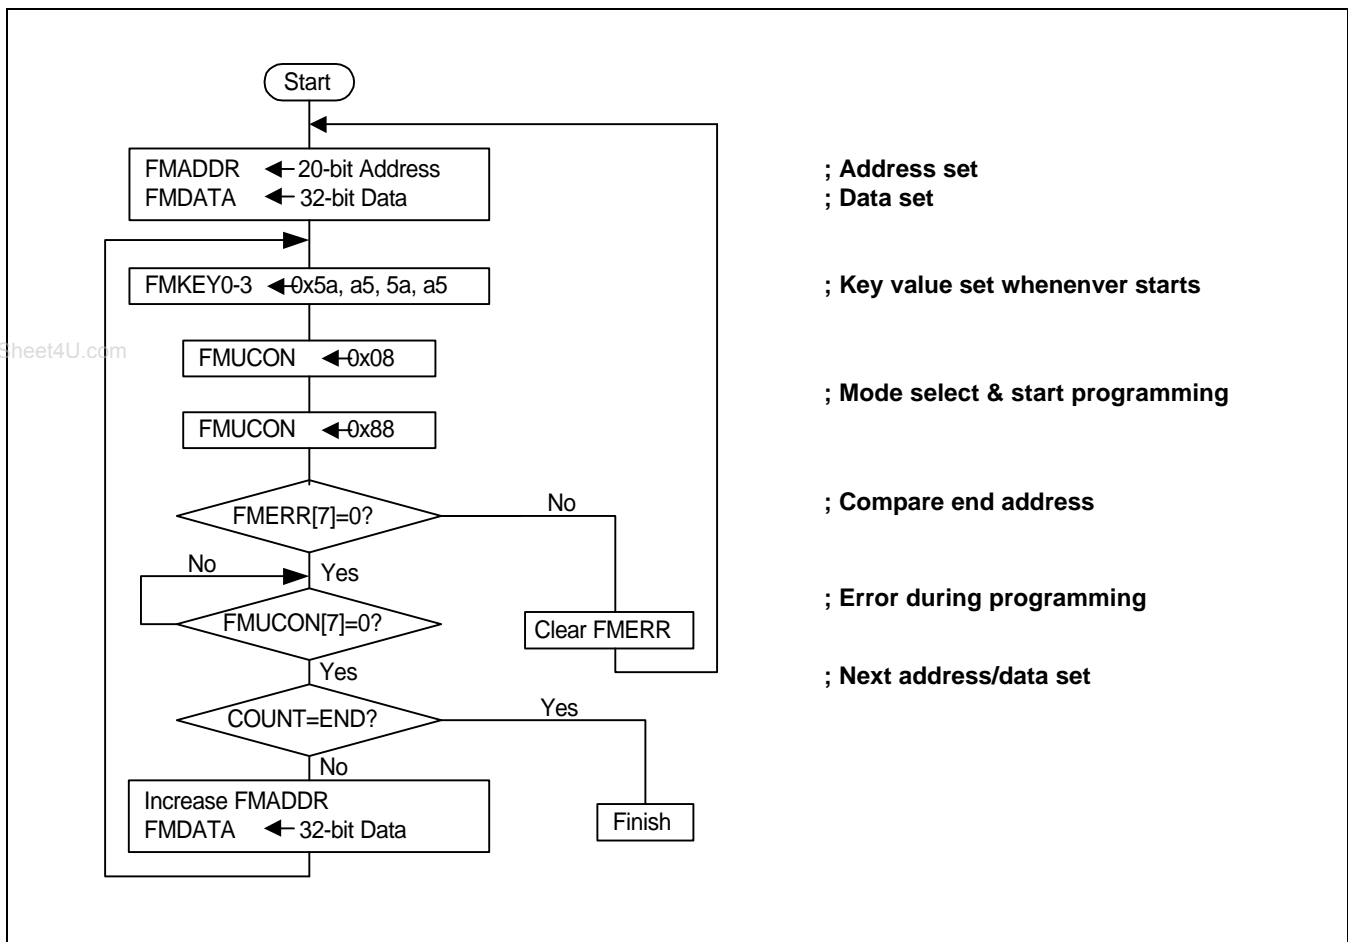 Start
FMADDR 20-bit Address
FMDATA 32-bit Data
; Address set
; Data set
FMKEY0-3 0x5a, a5, 5a, a5
; Key value set whenenver starts
Sheet4U.com
FMUCON 0x08
; Mode select & start programming
FMUCON 0x88
FMERR[7]=0?
No
; Compare end address
Yes
No
FMUCON[7]=0?
; Error during programming
Clear FMERR
Yes
; Next address/data set
COUNT=END?
Yes
No
Increase FMADDR
FMDATA 32-bit Data
Finish